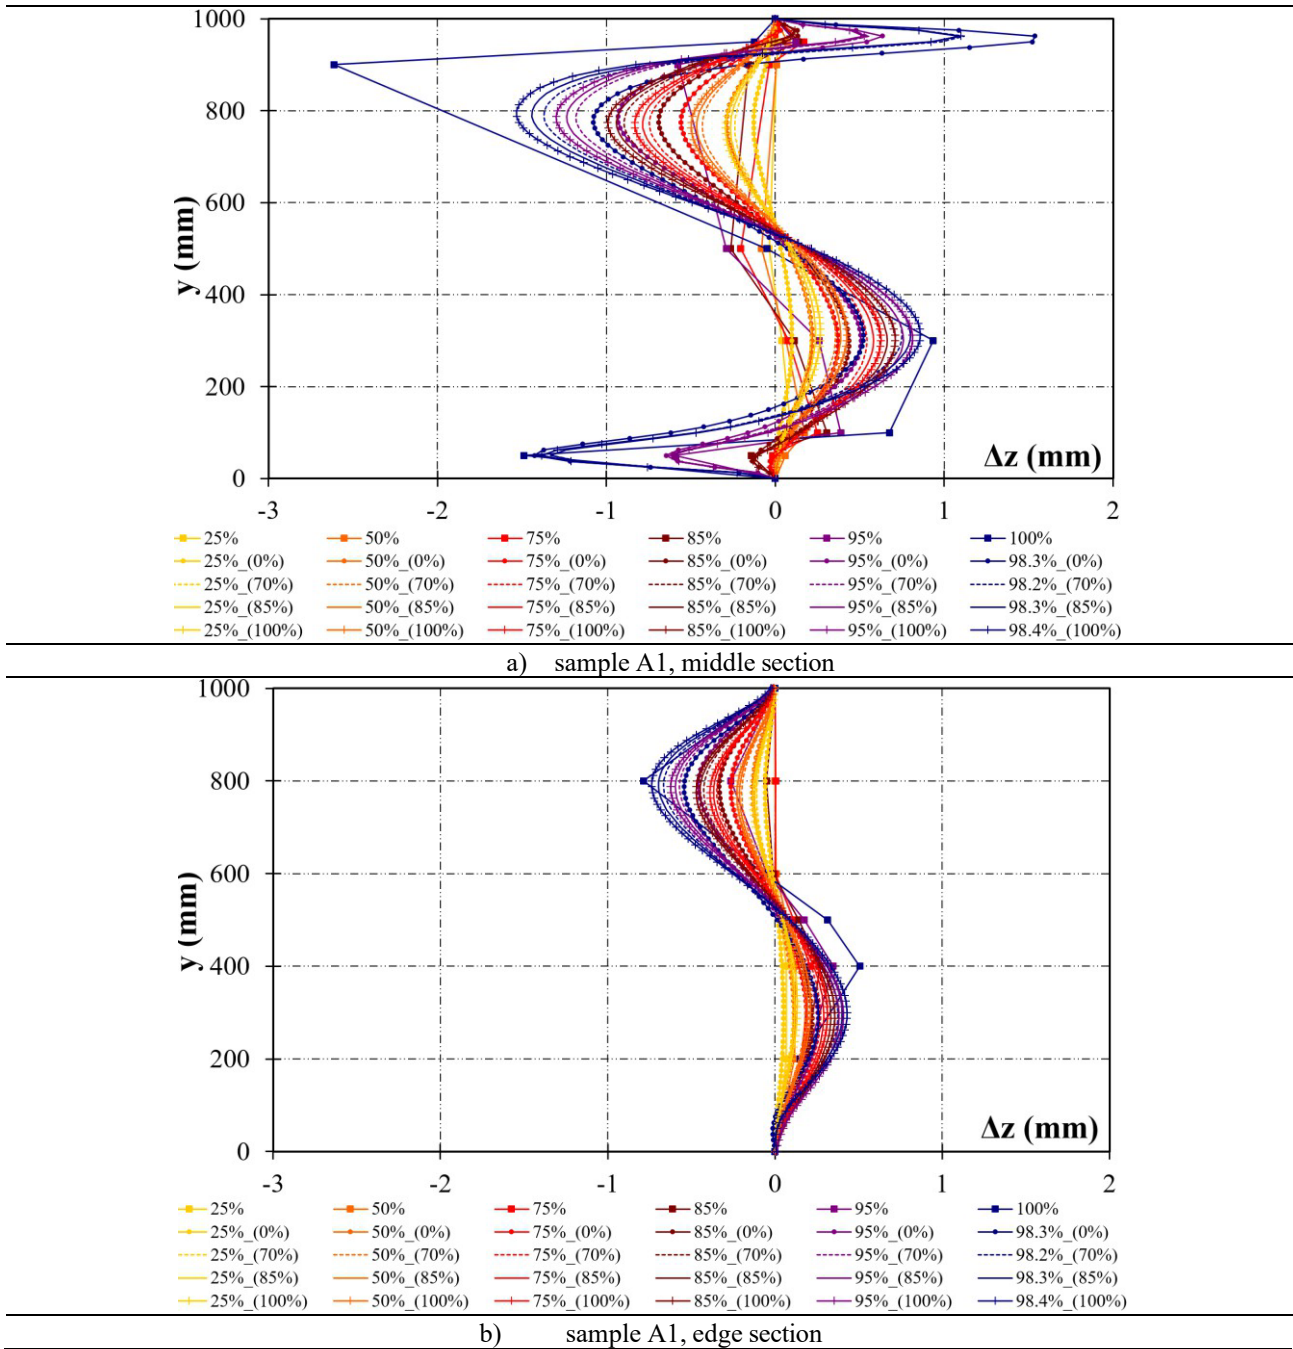 1000
800
600
400
200
0
y (mm)
Δz (mm)
-3 -2 -1 0 1 2
25% 50% 75% 85% 95% 100%
25%_(0%) 50%_(0%) 75%_(0%) 85%_(0%) 95%_(0%) 98.3%_(0%)
25%_(70%) 50%_(70%) 75%_(70%) 85%_(70%) 95%_(70%) 98.2%_(70%)
25%_(85%) 50%_(85%) 75%_(85%) 85%_(85%) 95%_(85%) 98.3%_(85%)
25%_(100%) 50%_(100%) 75%_(100%) 85%_(100%) 95%_(100%) 98.4%_(100%)
a) sample A1, middle section
1000
800
600
400
200
0
y (mm)
Δz (mm)
-3 -2 -1 0 1 2
25% 50% 75% 85% 95% 100%
25%_(0%) 50%_(0%) 75%_(0%) 85%_(0%) 95%_(0%) 98.3%_(0%)
25%_(70%) 50%_(70%) 75%_(70%) 85%_(70%) 95%_(70%) 98.2%_(70%)
25%_(85%) 50%_(85%) 75%_(85%) 85%_(85%) 95%_(85%) 98.3%_(85%)
25%_(100%) 50%_(100%) 75%_(100%) 85%_(100%) 95%_(100%) 98.4%_(100%)
b) sample A1, edge section